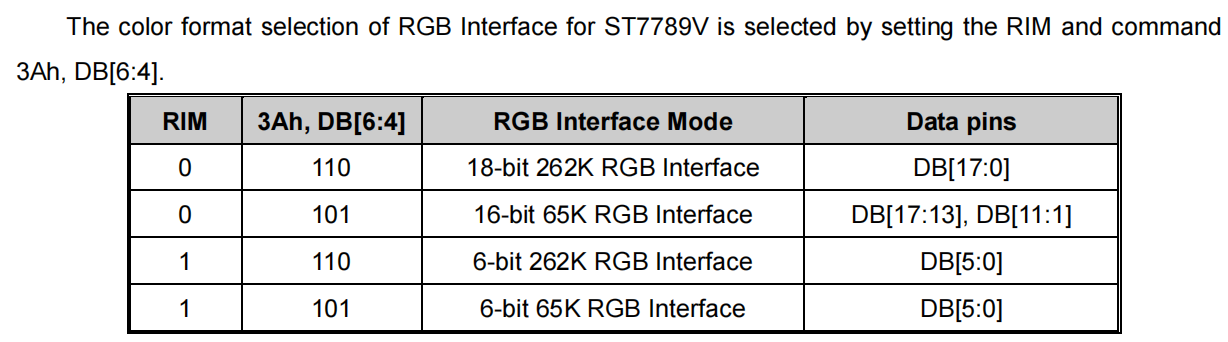 The color format selection of RGB Interface for ST7789V is selected by setting the RIM and command
3Ah, DB[6:4].
RIM 3Ah, DB[6:4] RGB Interface Mode Data pins
0 110 18-bit 262K RGB Interface DB[17:0]
0 101 16-bit 65K RGB Interface DB[17:13], DB[11:1]
1 110 6-bit 262K RGB Interface DB[5:0]
1 101 6-bit 65K RGB Interface DB[5:0]